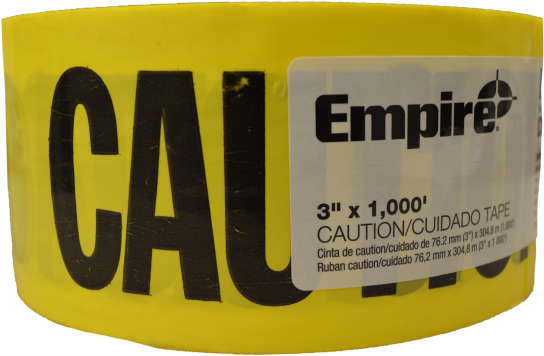 CAUTION
Empire
3" x 1,000'
CAUTION/CUIDADO TAPE
Cinta de caution/cuidado de 76.2 mm (3") x 304.8 m (1,000')
Ruban caution/cuidado 76,2 mm x 304,8 m (3" x 1 000')